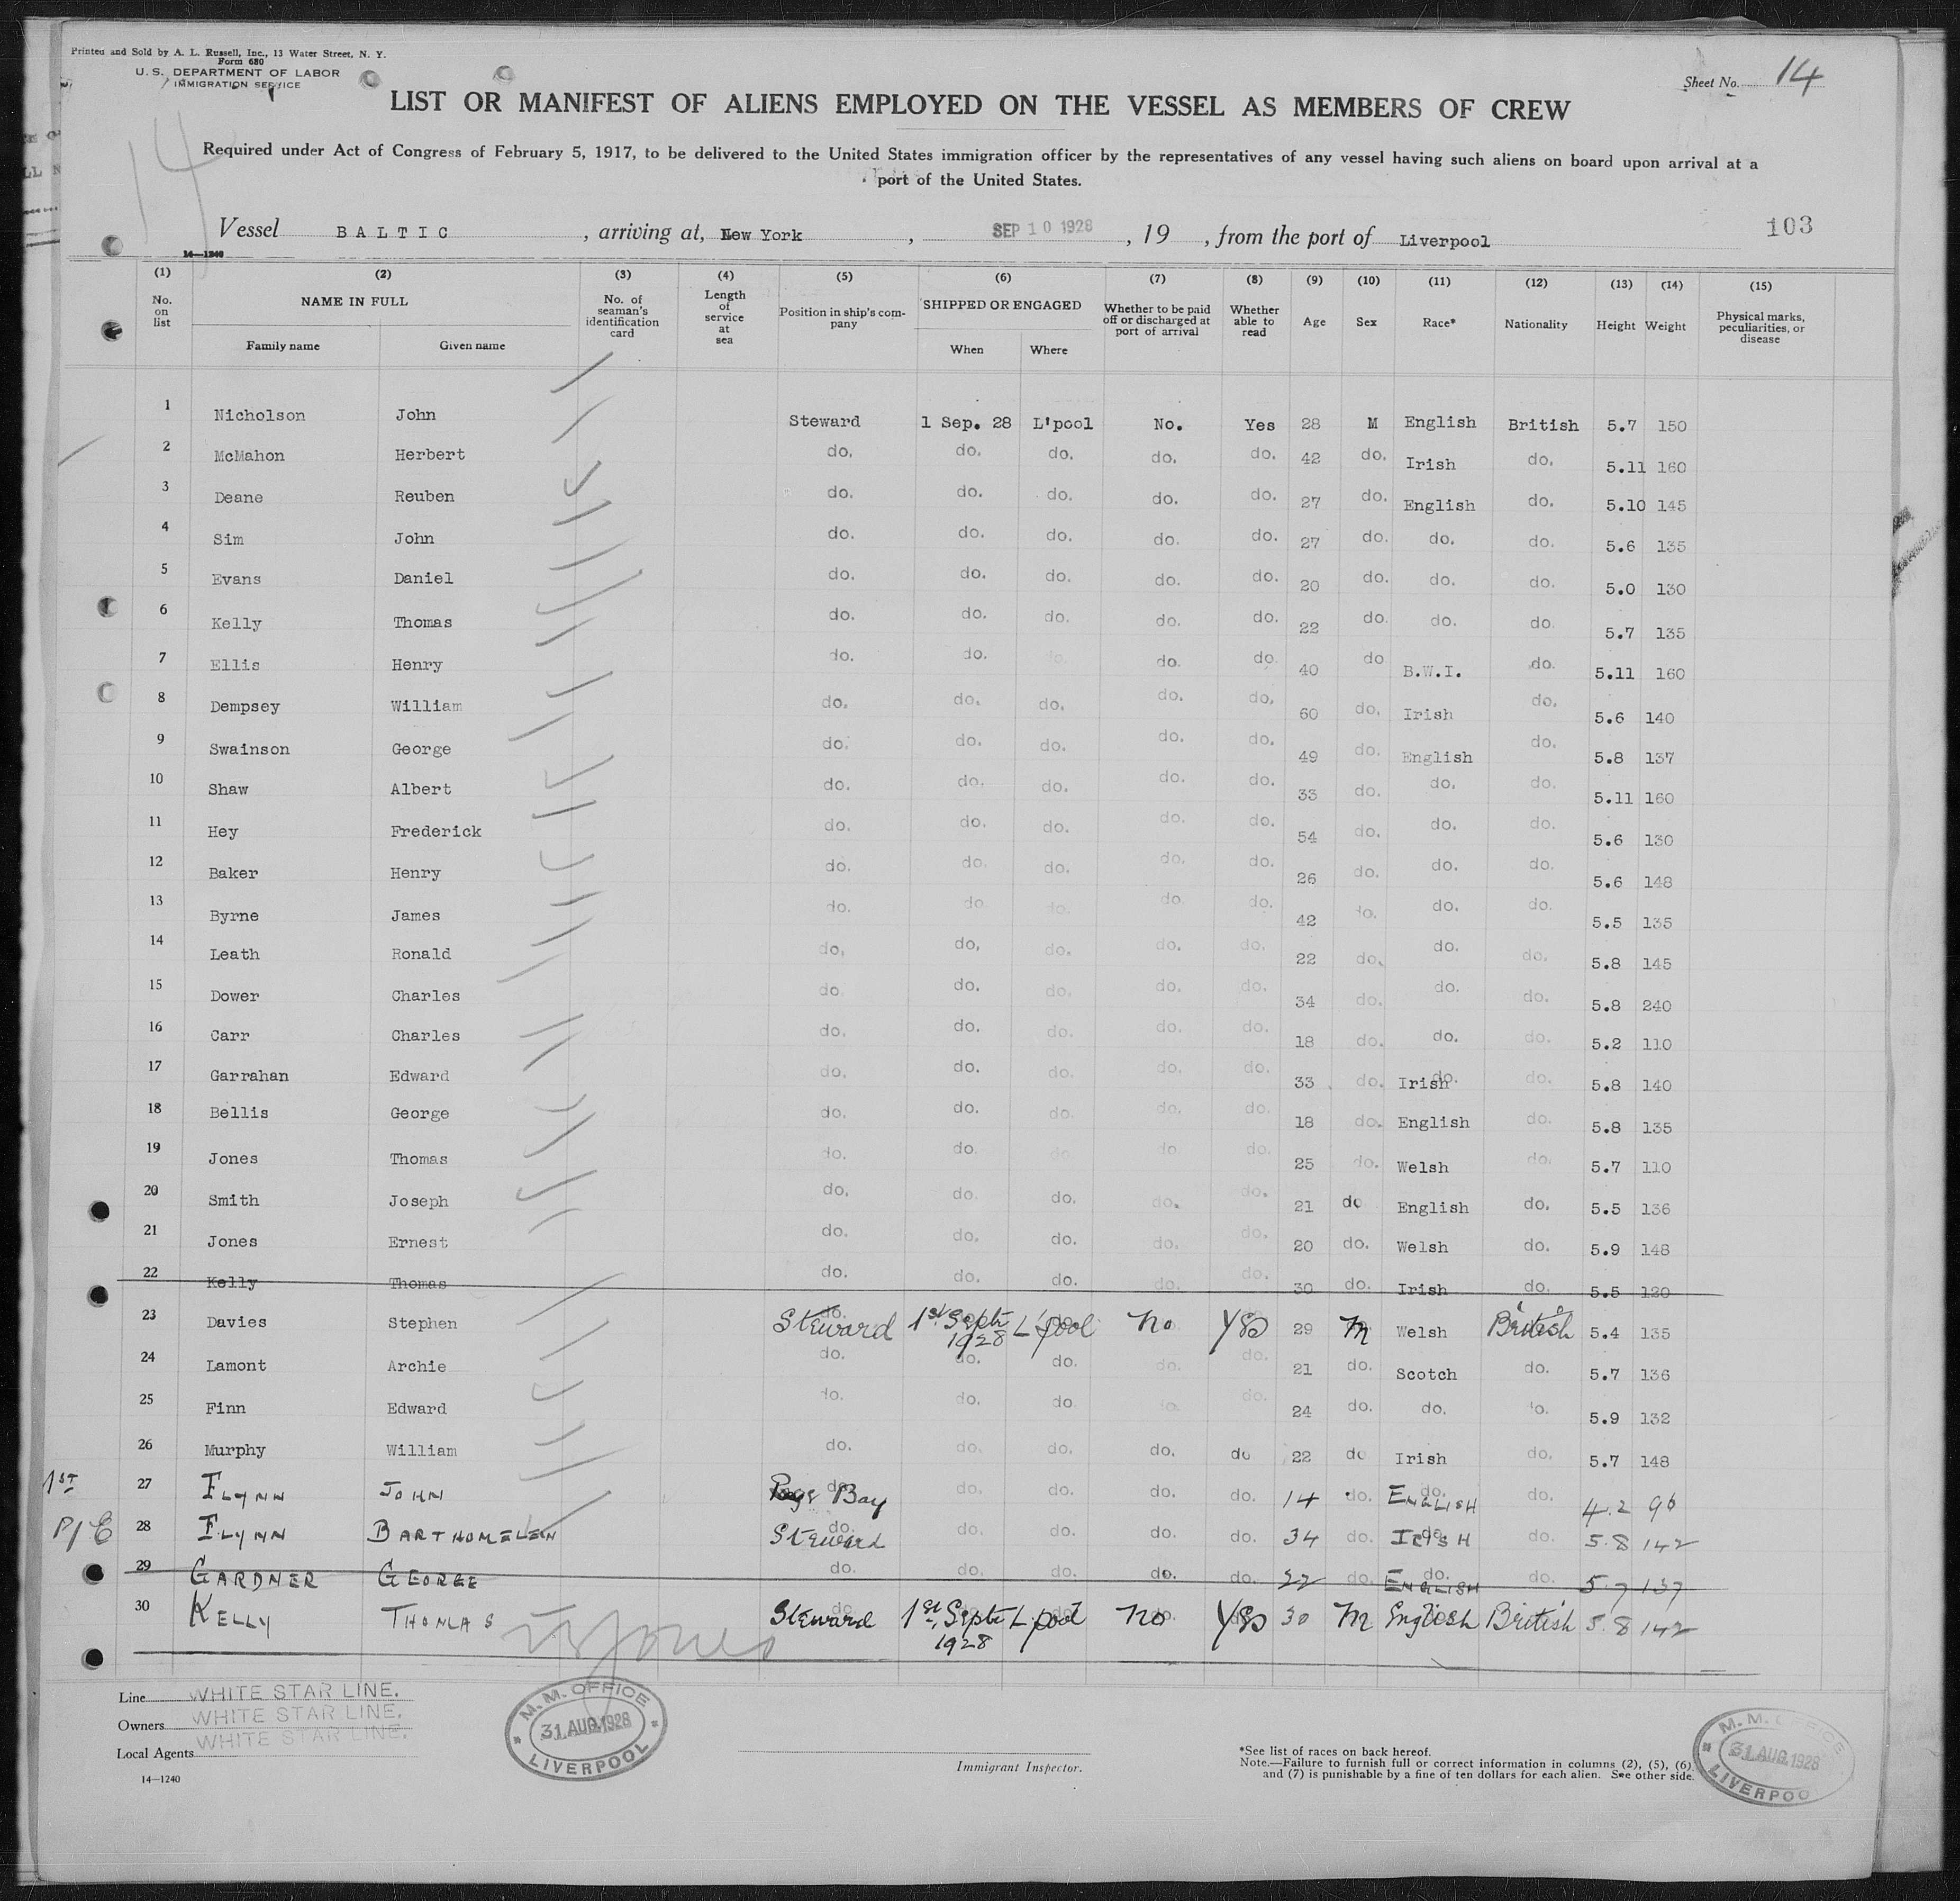 Printed and Sold by A. L. Russell, Inc., 13 Water Street, N. Y.
Form 680
U. S. DEPARTMENT OF LABOR
IMMIGRATION SERVICE
Sheet No. 14
14
LIST OR MANIFEST OF ALIENS EMPLOYED ON THE VESSEL AS MEMBERS OF CREW
Required under Act of Congress of February 5, 1917, to be delivered to the United States immigration officer by the representatives of any vessel having such aliens on board upon arrival at a
port of the United States.
Vessel BALTIC, arriving at, New York, SEP 10 1928, 19 , from the port of Liverpool 103
14—1240
(1) (2) (3) (4) (5) (6) (7) (8) (9) (10) (11) (12) (13) (14) (15)
No. on list NAME IN FULL Family name Given name No. of seaman's identification card Length of service at sea Position in ship's company SHIPPED OR ENGAGED When Where Whether to be paid off or discharged at port of arrival Whether able to read Age Sex Race* Nationality Height Weight Physical marks, peculiarities, or disease
1 Nicholson John Steward 1 Sep. 28 L'pool No. Yes 28 M English British 5.7 150
2 McMahon Herbert do. do. do. do. do. 42 do. Irish do. 5.11 160
3 Deane Reuben do. do. do. do. do. 27 do. English do. 5.10 145
4 Sim John do. do. do. do. do. 27 do. do. do. 5.6 135
5 Evans Daniel do. do. do. do. do. 20 do. do. do. 5.0 130
6 Kelly Thomas do. do. do. do. do. 22 do. do. do. 5.7 135
7 Ellis Henry do. do. do. do. do 40 do B.W.I. do. 5.11 160
8 Dempsey William do. do. do. do. do. 60 do. Irish do. 5.6 140
9 Swainson George do. do. do. do. do. 49 do. English do. 5.8 137
10 Shaw Albert do. do. do. do. do. 33 do. do. do. 5.11 160
11 Hey Frederick do. do. do. do. do. 54 do. do. do. 5.6 130
12 Baker Henry do. do. do. do. do. 26 do. do. do. 5.6 148
13 Byrne James do. do do. do do. 42 do. do. do. 5.5 135
14 Leath Ronald do. do. do. do. do. 22 do. do. do. 5.8 145
15 Dower Charles do. do. do. do. do. 34 do. do. do. 5.8 240
16 Carr Charles do. do. do. do. do. 18 do. do. do. 5.2 110
17 Garrahan Edward do. do. do. do. do. 33 do. Irish do. do. 5.8 140
18 Bellis George do. do. do. do. do. 18 do. English do. 5.8 135
19 Jones Thomas do. do. do do do. 25 do. Welsh do. 5.7 110
20 Smith Joseph do. do. do. do. do. 21 do English do. 5.5 136
21 Jones Ernest do. do. do. do. do. 20 do. Welsh do. 5.9 148
22 Kelly Thomas do. do. do. do. do. 30 do. Irish do. 5.5 120
23 Davies Stephen Steward 1st Septr 1928 L'pool No Yes 29 M Welsh British 5.4 135
24 Lamont Archie do. do. do. do. do. 21 do. Scotch do. 5.7 136
25 Finn Edward do. do. do do. do. 24 do. do. do. 5.9 132
26 Murphy William do. do. do. do. do 22 do Irish do. 5.7 148
1ST 27 FLYNN JOHN Bay do. do. do. do. 14 do. ENGLISH do. 4.2 96
P/E 28 FLYNN BARTHOMELEW Steward do. do. do. do. 34 do. IRISH do. 5.8 142
29 GARDNER GEORGE do. do. do. do. do. 22 do. ENGLISH do. 5.7 137
30 KELLY THOMAS Steward 1st Septr 1928 L'pool No Yes 30 M English British 5.8 142
Jones
Line WHITE STAR LINE.
Owners WHITE STAR LINE.
Local Agents WHITE STAR LINE.
14—1240
M. M. OFFICE
31 AUG. 1928
LIVERPOOL
Immigrant Inspector.
*See list of races on back hereof.
Note.—Failure to furnish full or correct information in columns (2), (5), (6)
and (7) is punishable by a fine of ten dollars for each alien. See other side.
M. M. OFFICE
31 AUG 1928
LIVERPOO